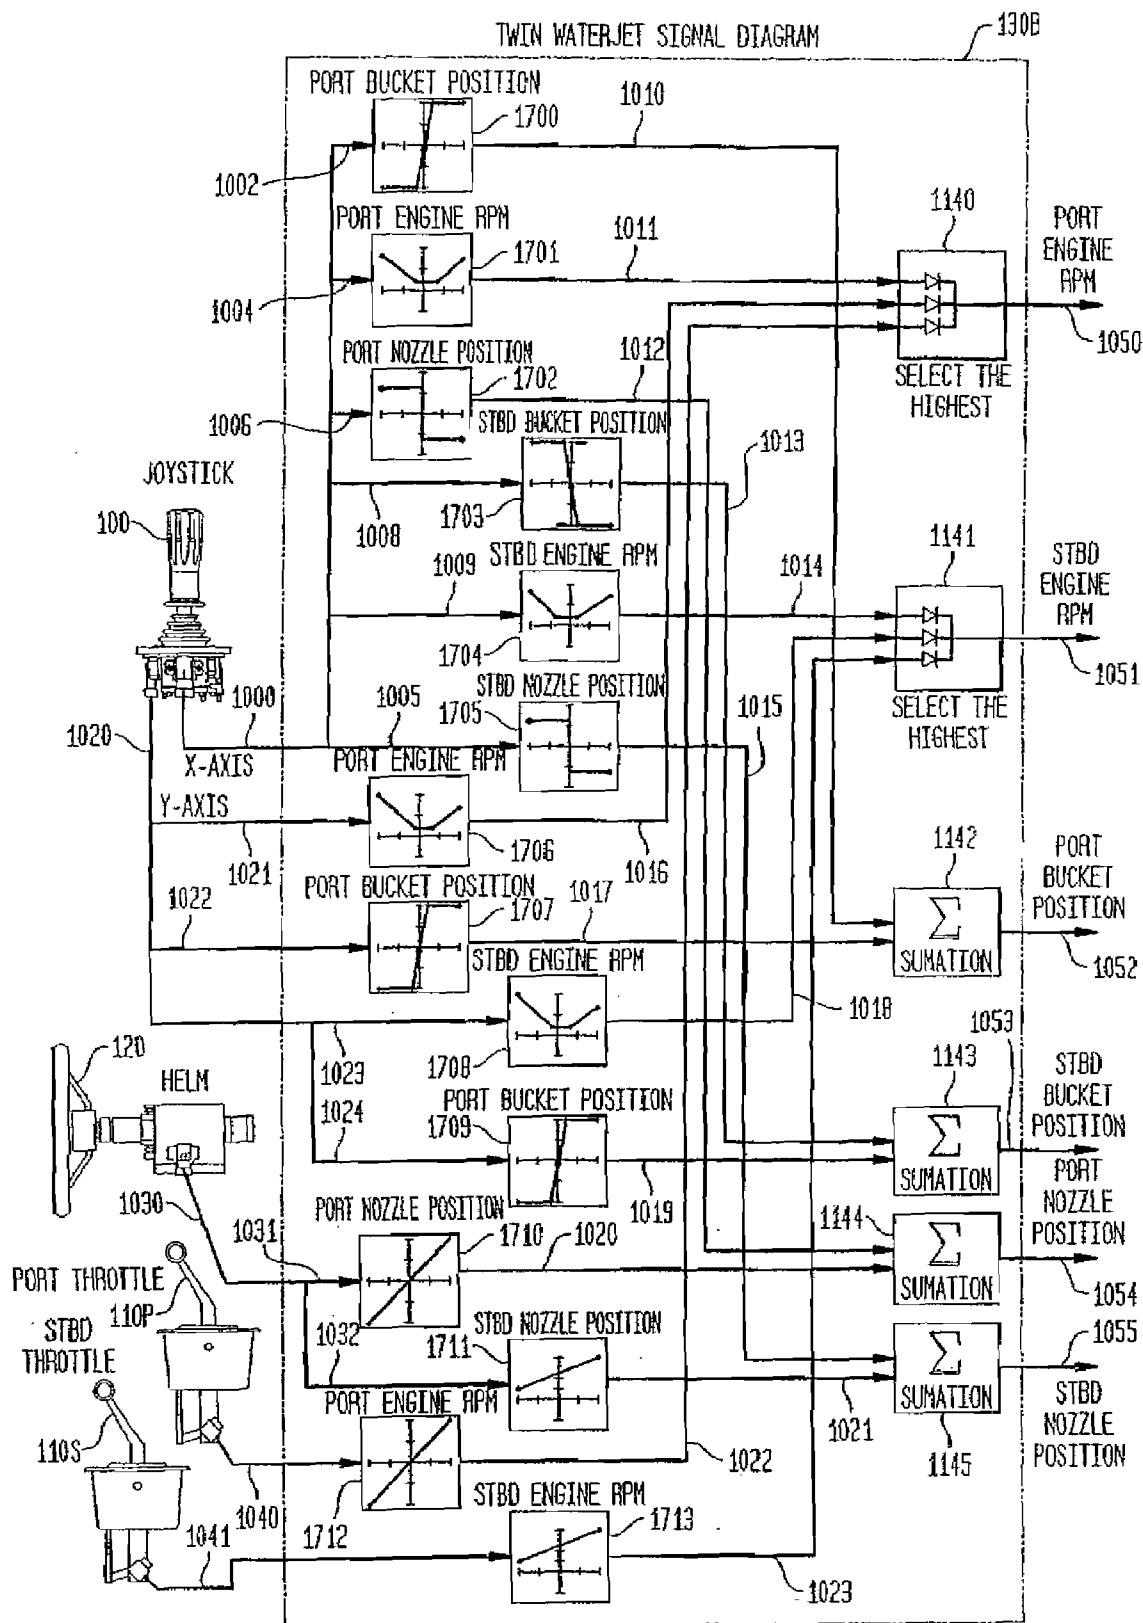 TWIN WATERJET SIGNAL DIAGRAM
130B
PORT BUCKET POSITION
1700
1010
1002
PORT ENGINE RPM
1701
1011
1004
1140
PORT
ENGINE
RPM
1050
SELECT THE
HIGHEST
PORT NOZZLE POSITION
1702
1012
1006
STBD BUCKET POSITION
1013
1703
1008
JOYSTICK
100
STBD ENGINE RPM
1009
1704
1014
1141
STBD
ENGINE
RPM
1051
SELECT THE
HIGHEST
STBD NOZZLE POSITION
1705
1000
1005
1015
1020
X-AXIS
PORT ENGINE RPM
Y-AXIS
1706
1021
1016
PORT BUCKET POSITION
1707
1017
1022
1142
Σ
SUMATION
PORT
BUCKET
POSITION
1052
STBD ENGINE RPM
1018
1023
1708
1053
120
HELM
1024
PORT BUCKET POSITION
1709
1019
1143
Σ
SUMATION
STBD
BUCKET
POSITION
1030
1031
PORT NOZZLE POSITION
1710
1020
1144
Σ
SUMATION
PORT
NOZZLE
POSITION
1054
PORT THROTTLE
110P
STBD
THROTTLE
1032
STBD NOZZLE POSITION
1711
1021
Σ
SUMATION
1145
1055
STBD
NOZZLE
POSITION
110S
PORT ENGINE RPM
1040
1712
1022
STBD ENGINE RPM
1713
1041
1023